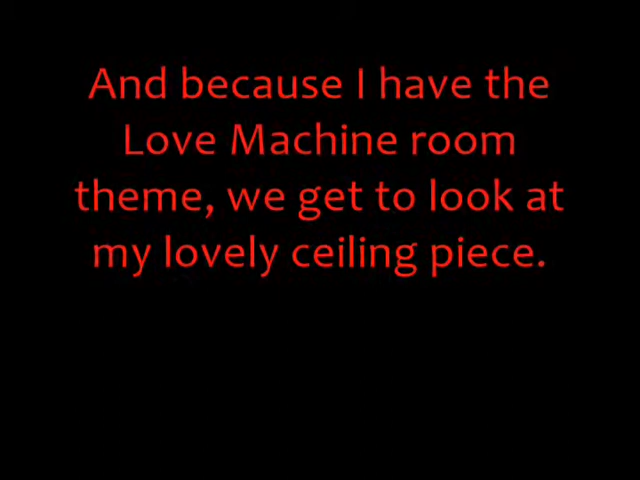 And because I have the
Love Machine room
theme, we get to look at
my lovely ceiling piece.